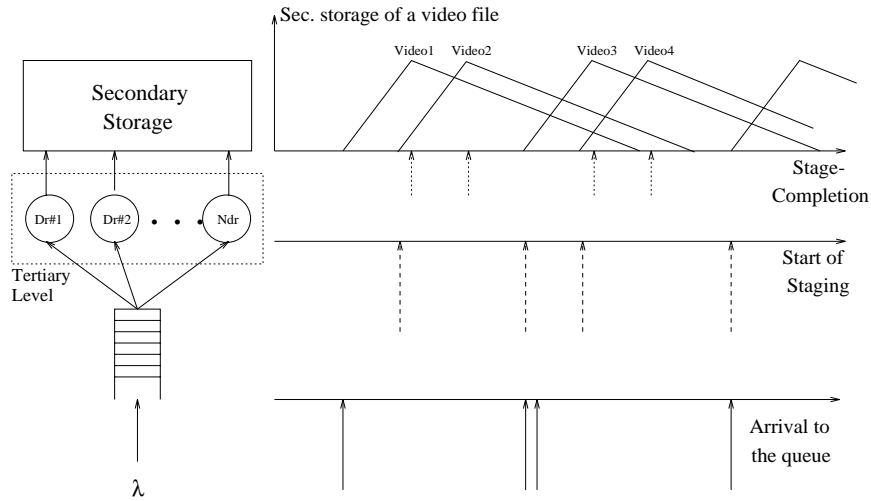 Sec. storage of a video file
Video1 Video2 Video3 Video4
Secondary
Storage
Stage-
Completion
Dr#1 Dr#2 . . . Ndr
Tertiary
Level
Start of
Staging
Arrival to
the queue
λ